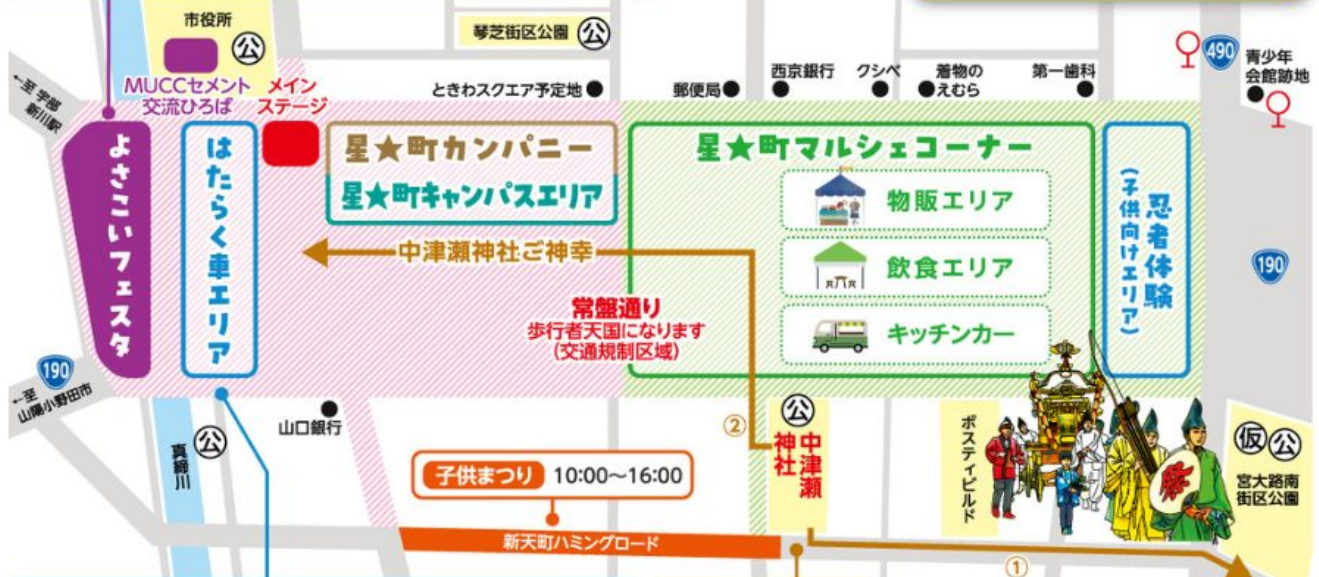 市役所
公
琴芝街区公園 公
MUCCセメント
交流ひろば
メイン
ステージ
ときわスクエア予定地
郵便局
西京銀行
クシベ
着物の
えむら
第一歯科
490
青少年
会館跡地
←至 宇部
新川駅
よさこいフェスタ
はたらく車エリア
星★町カンパニー
星★町キャンパスエリア
星★町マルシェコーナー
物販エリア
飲食エリア
キッチンカー
忍者体験
(子供向けエリア)
190
中津瀬神社ご神幸
常盤通り
歩行者天国になります
(交通規制区域)
190
←至
山陽小野田市
真締川
公
山口銀行
子供まつり 10:00〜16:00
新天町ハミングロード
②
公
中津瀬
神社
ポスティビルド
仮 公
宮大路南
街区公園
①